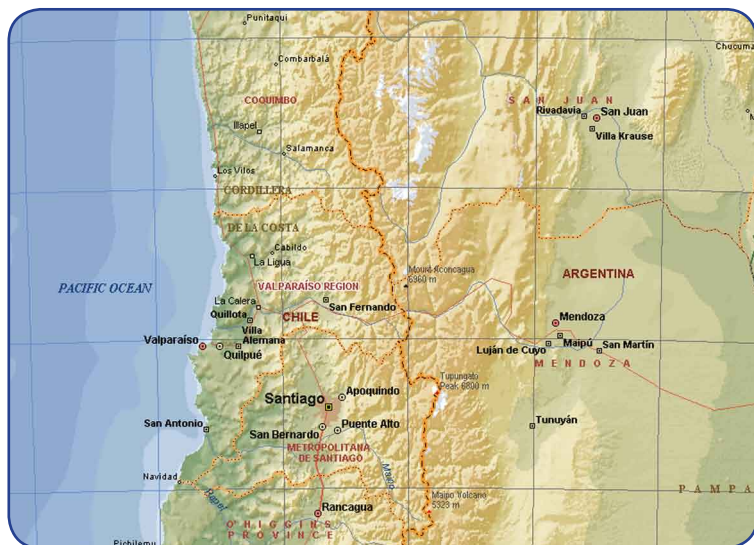 Punitaqui
Combarbalá
COQUIMBO
Illapel
Salamanca
Los Vilos
CORDILLERA
DE LA COSTA
SAN JUAN
Rivadavia
San Juan
Villa Krause
Cabildo
La Ligua
Mount Aconcagua
6960 m
ARGENTINA
PACIFIC OCEAN
VALPARAÍSO REGION
La Calera
San Fernando
Quillota
CHILE
Villa
Alemana
Valparaíso
Quilpué
Mendoza
Maipú
Luján de Cuyo
San Martín
MENDOZA
Tupungato
Peak 6800 m
Apoquindo
Santiago
San Antonio
San Bernardo
Puente Alto
Tunuyán
METROPOLITANA
DE SANTIAGO
Maipo
Navidad
Rapel
Maipo Volcano
5323 m
PAMPA
Rancagua
O'HIGGINS
PROVINCE
Pichilemu